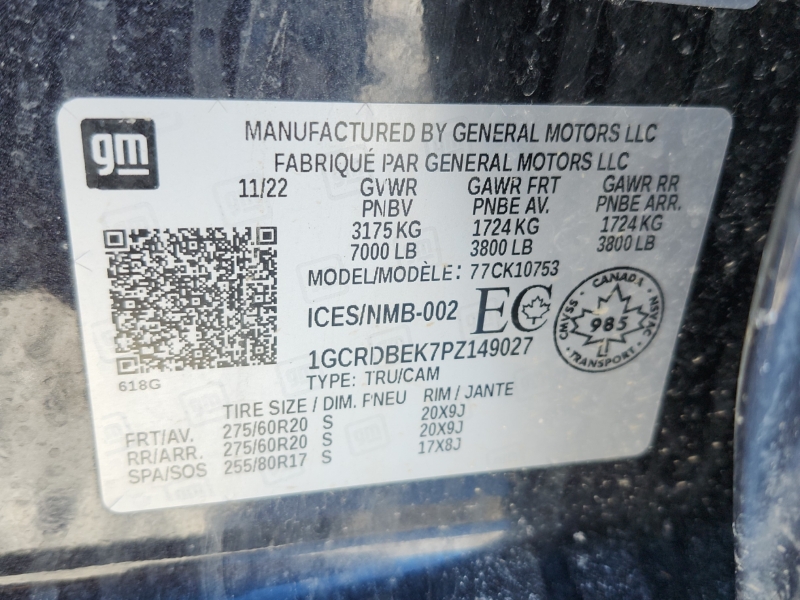 gm
MANUFACTURED BY GENERAL MOTORS LLC
FABRIQUÉ PAR GENERAL MOTORS LLC
11/22 GVWR GAWR FRT GAWR RR
PNBV PNBE AV. PNBE ARR.
3175 KG 1724 KG 1724 KG
7000 LB 3800 LB 3800 LB
MODEL/MODÈLE: 77CK10753
ICES/NMB-002 EC
CANADA
CMVSS 985 NSVAC
TRANSPORT
1GCRDBEK7PZ149027
618G TYPE: TRU/CAM
TIRE SIZE / DIM. PNEU RIM / JANTE
FRT/AV. 275/60R20 S 20X9J
RR/ARR. 275/60R20 S 20X9J
SPA/SOS 255/80R17 S 17X8J